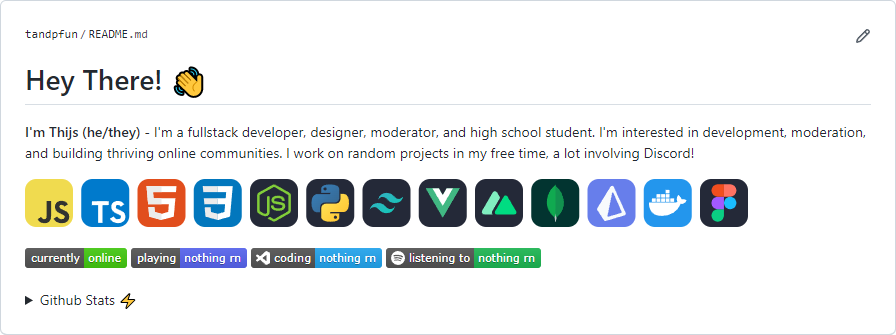 tandpfun / README.md
Hey There! 👋
I'm Thijs (he/they) - I'm a fullstack developer, designer, moderator, and high school student. I'm interested in development, moderation,
and building thriving online communities. I work on random projects in my free time, a lot involving Discord!
JS TS 5 3 JS
currently online playing nothing rn coding nothing rn listening to nothing rn
Github Stats ⚡